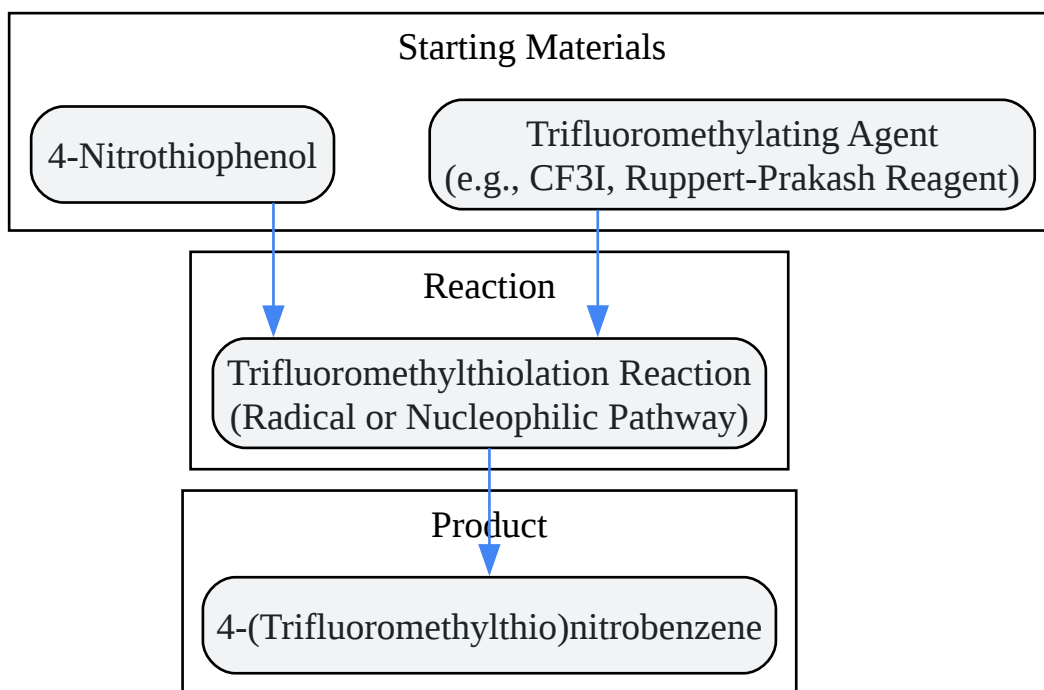 Starting Materials
4-Nitrothiophenol
Trifluoromethylating Agent
(e.g., CF3I, Ruppert-Prakash Reagent)
Reaction
Trifluoromethylthiolation Reaction
(Radical or Nucleophilic Pathway)
Product
4-(Trifluoromethylthio)nitrobenzene